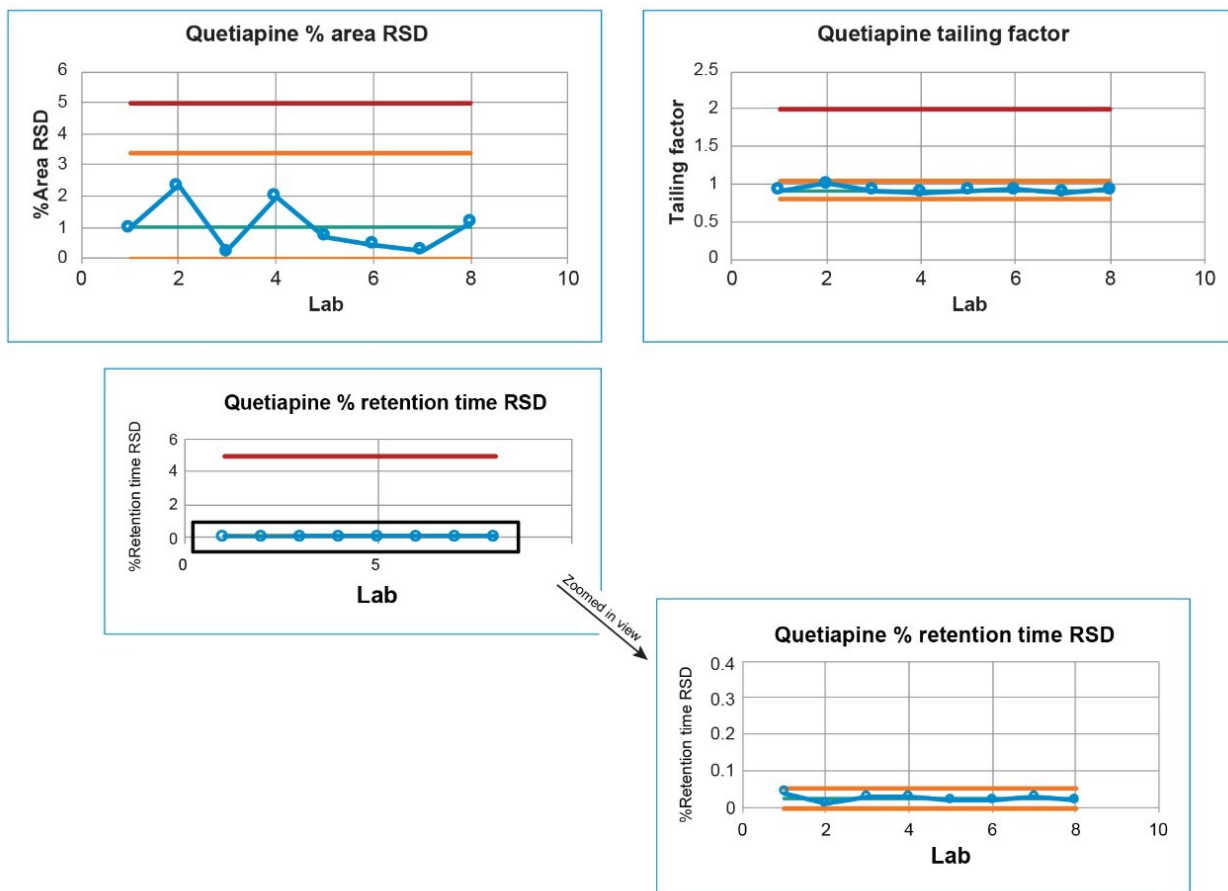 Quetiapine % area RSD
%Area RSD
6
5
4
3
2
1
0
0 2 4 6 8 10
Lab
Quetiapine tailing factor
Tailing factor
2.5
2
1.5
1
0.5
0
0 2 4 6 8 10
Lab
Quetiapine % retention time RSD
%Retention time RSD
6
4
2
0
0 5
Lab
Zoomed in view
Quetiapine % retention time RSD
%Retention time RSD
0.4
0.3
0.2
0.1
0
0 2 4 6 8 10
Lab